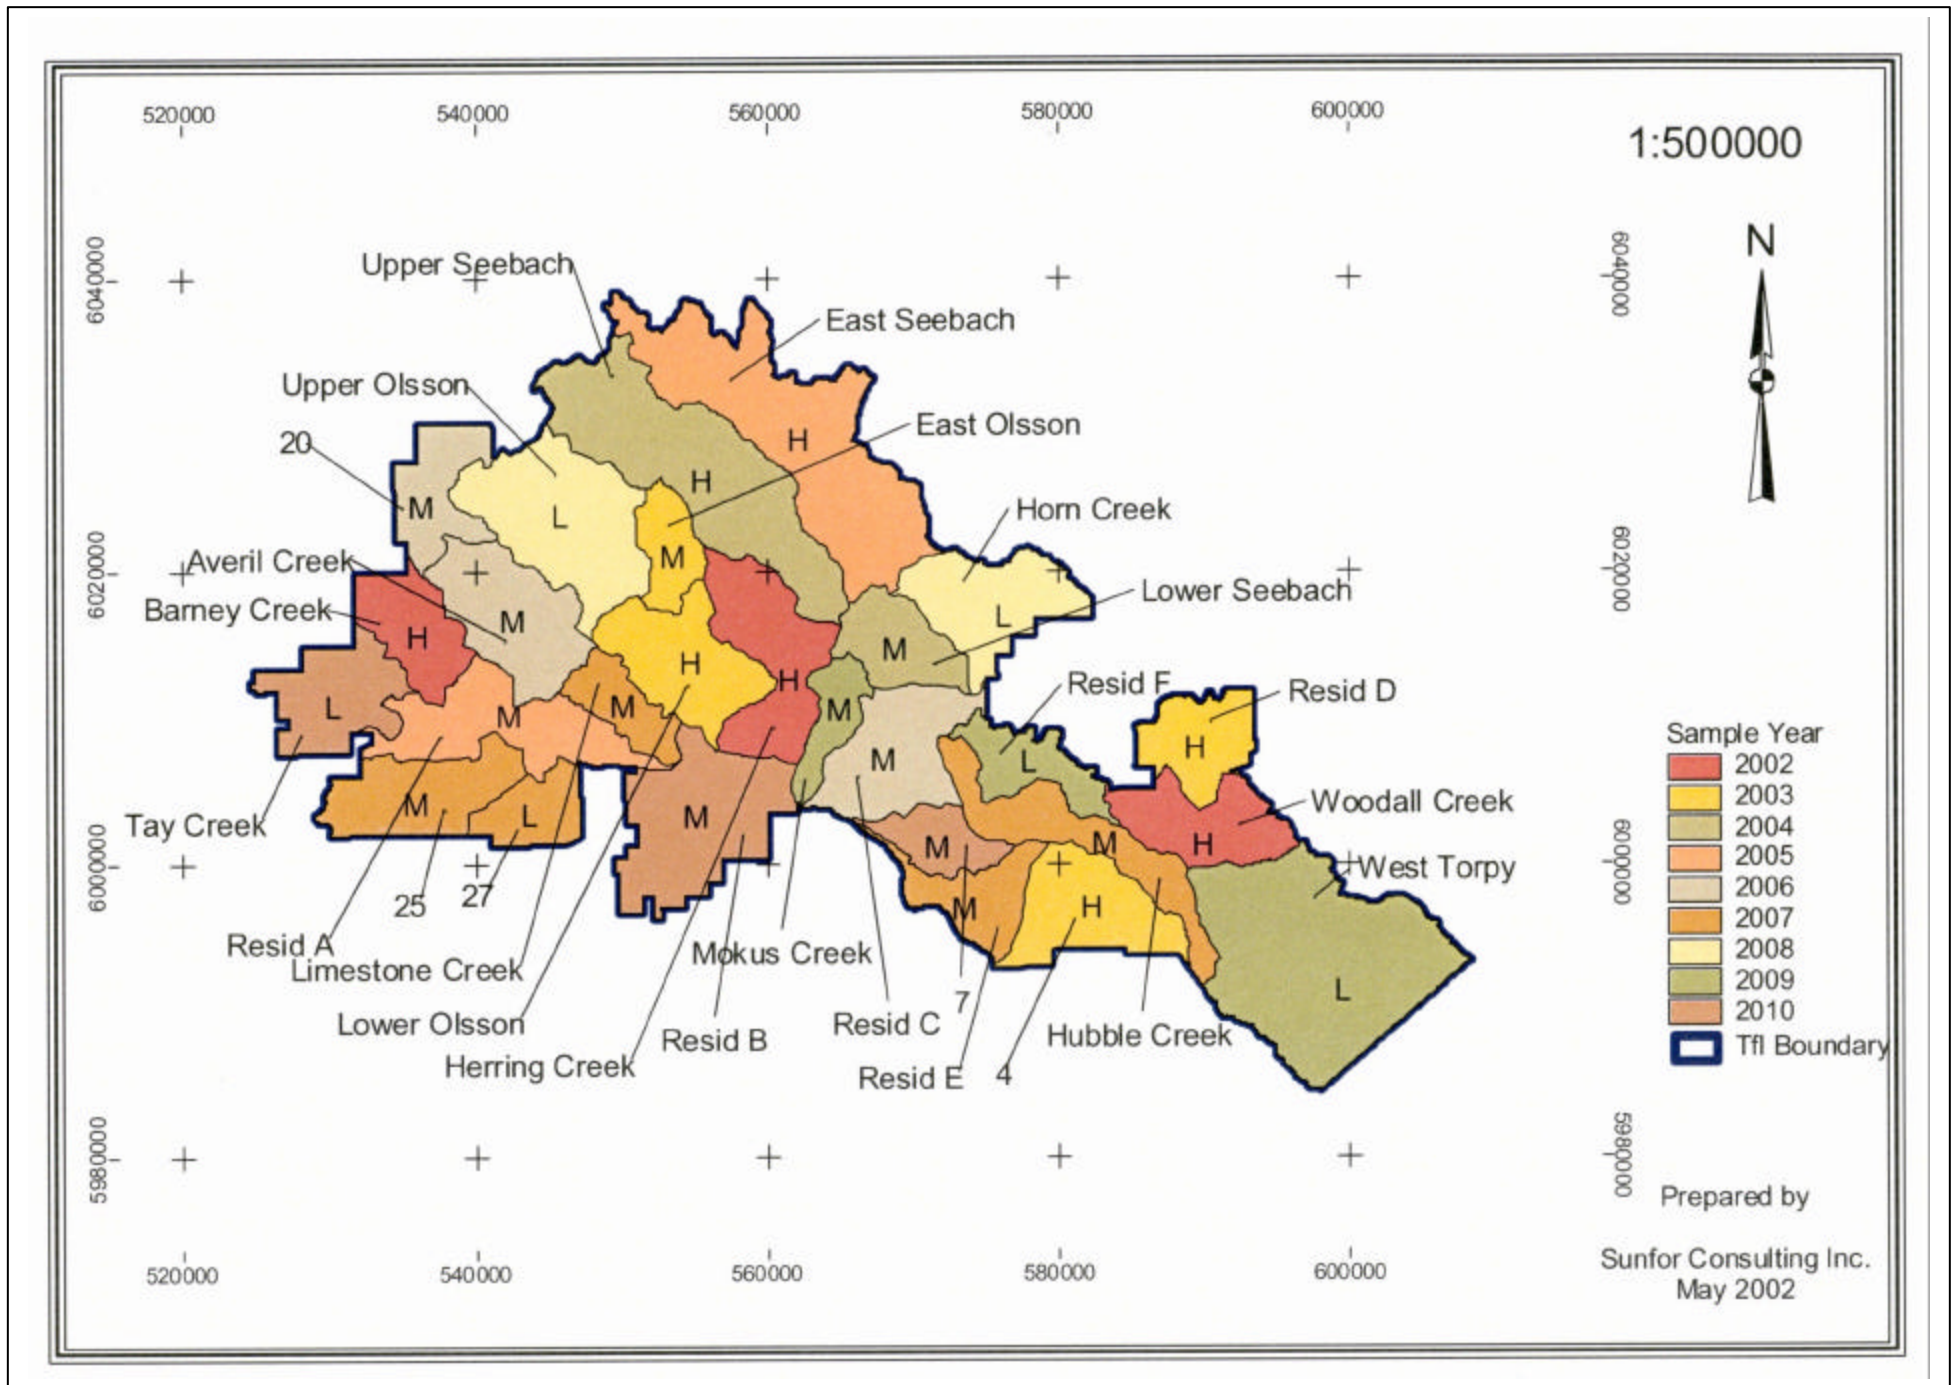 520000
540000
560000
580000
600000
1:500000
N
6040000
6040000
Upper Seebach
East Seebach
H
Upper Olsson
East Olsson
20
H
M
L
Horn Creek
M
6020000
6020000
Averil Creek
Lower Seebach
Barney Creek
M
L
H
H
M
H
Resid F
Resid D
L
M
M
M
H
Sample Year
2002
M
L
2003
M
L
M
Woodall Creek
Tay Creek
2004
M
M
H
2005
6000000
6000000
West Torpy
25
27
2006
M
H
2007
Resid A
Limestone Creek
Mokus Creek
2008
L
2009
7
Lower Olsson
Resid C
2010
Herring Creek
Resid B
Hubble Creek
Tfl Boundary
Resid E
4
5980000
5980000
Prepared by
Sunfor Consulting Inc.
May 2002
520000
540000
560000
580000
600000